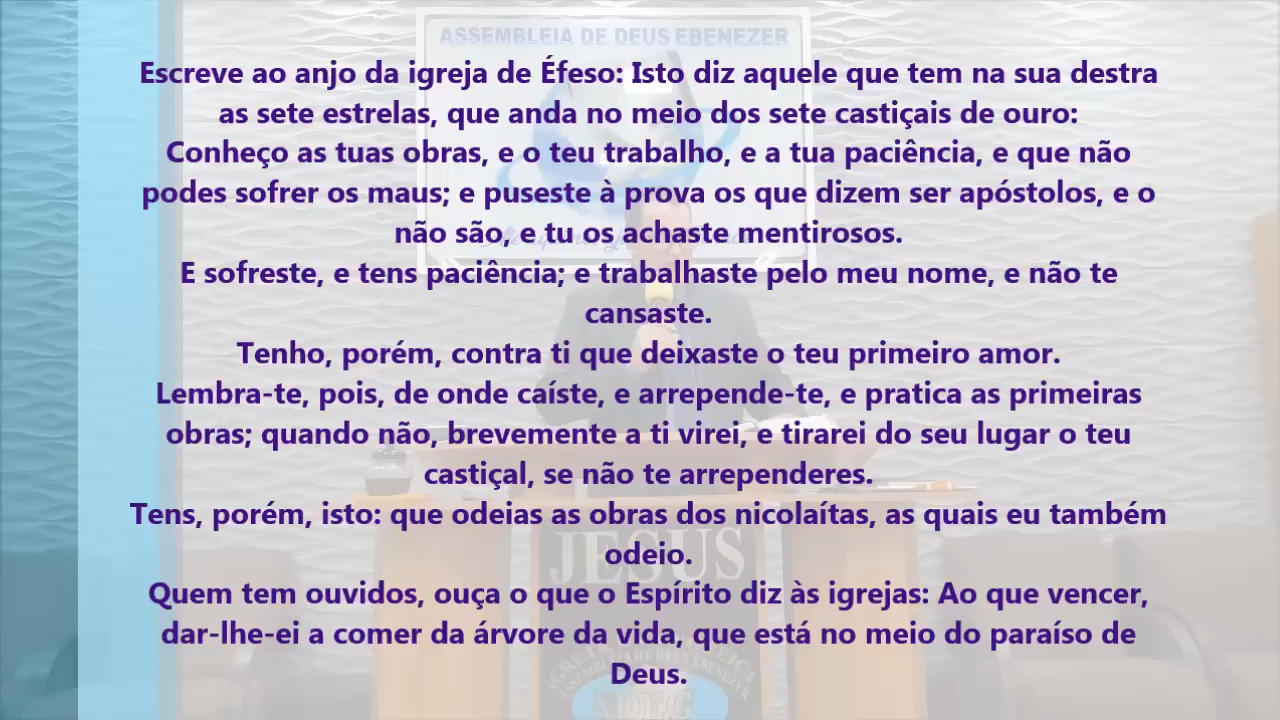 ASSEMBLEIA DE DEUS EBENEZER
Escreve ao anjo da igreja de Éfeso: Isto diz aquele que tem na sua destra
as sete estrelas, que anda no meio dos sete castiçais de ouro:
Conheço as tuas obras, e o teu trabalho, e a tua paciência, e que não
podes sofrer os maus; e puseste à prova os que dizem ser apóstolos, e o
não são, e tu os achaste mentirosos.
E sofreste, e tens paciência; e trabalhaste pelo meu nome, e não te
cansaste.
Tenho, porém, contra ti que deixaste o teu primeiro amor.
Lembra-te, pois, de onde caíste, e arrepende-te, e pratica as primeiras
obras; quando não, brevemente a ti virei, e tirarei do seu lugar o teu
castiçal, se não te arrependeres.
Tens, porém, isto: que odeias as obras dos nicolaítas, as quais eu também
odeio.
JESUS
Quem tem ouvidos, ouça o que o Espírito diz às igrejas: Ao que vencer,
dar-lhe-ei a comer da árvore da vida, que está no meio do paraíso de
Deus.
ASSEMBLEIA DE DEUS EBENEZER